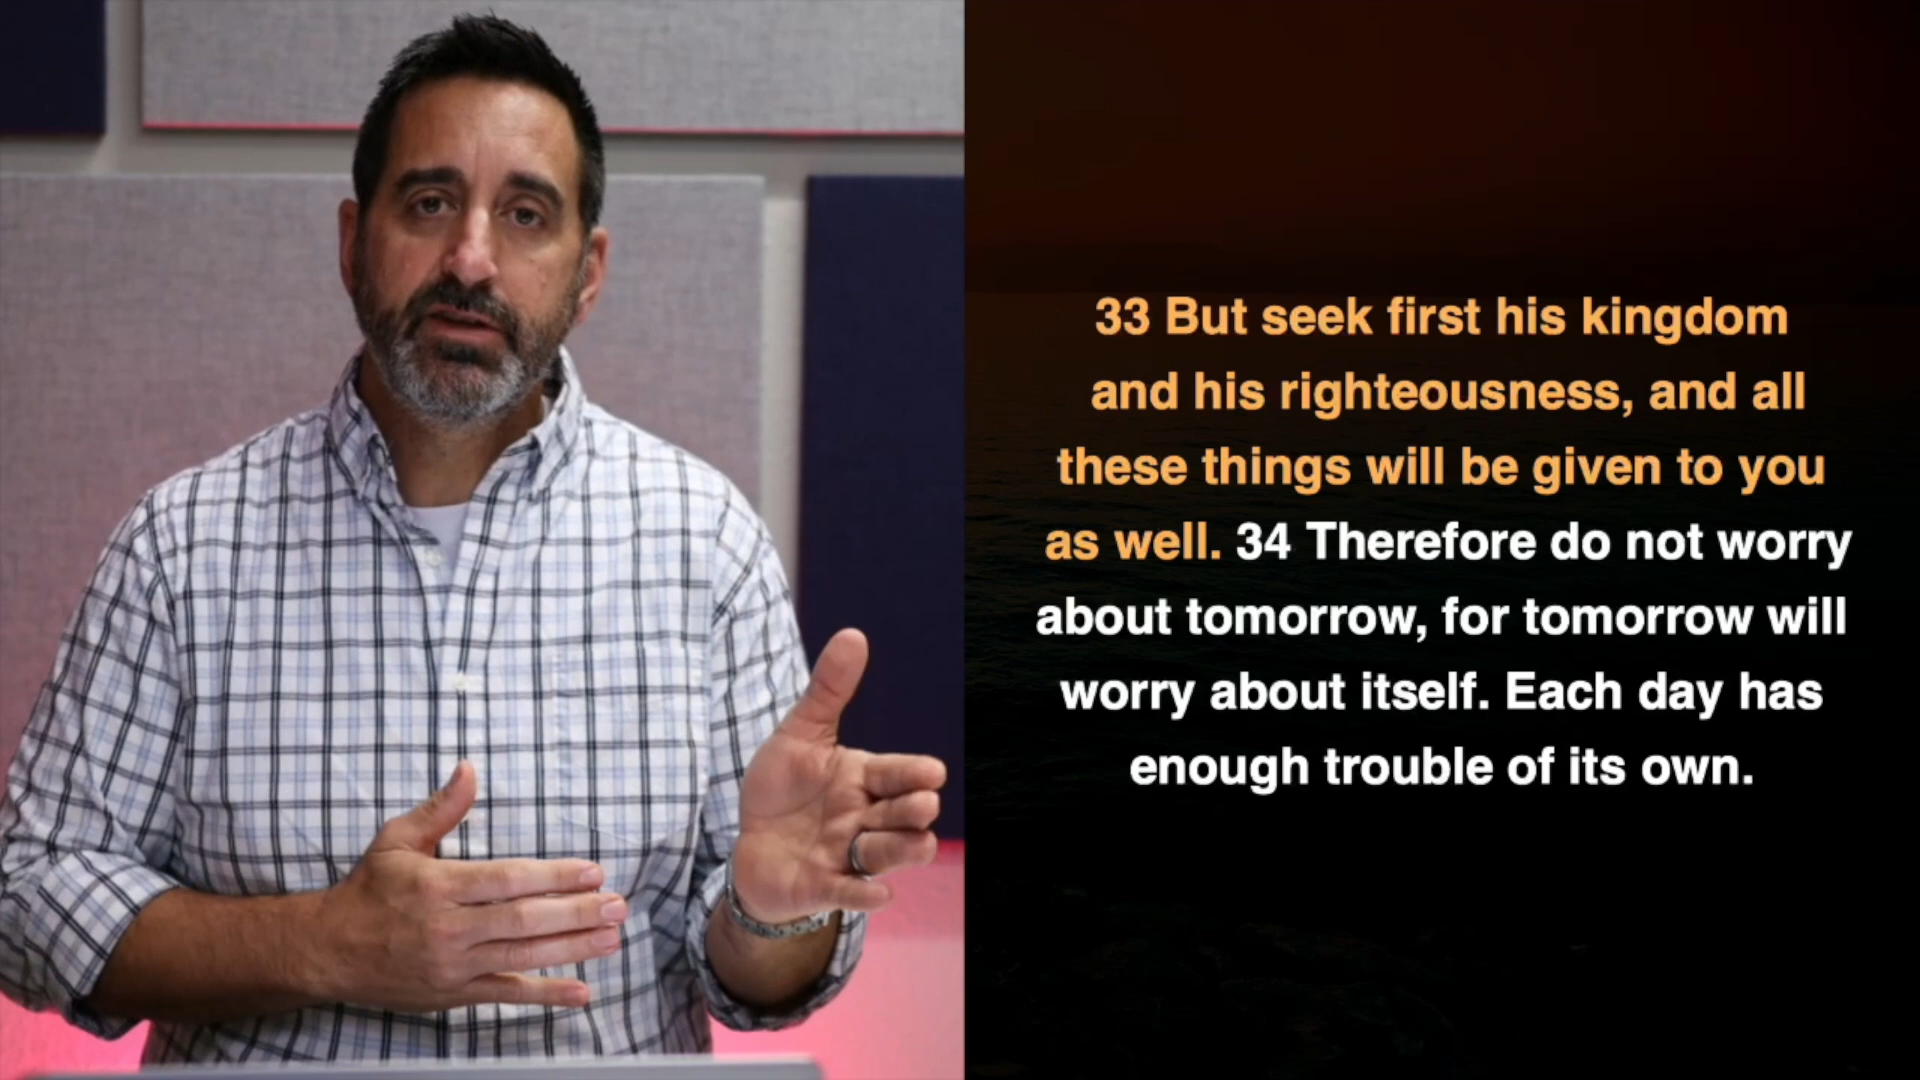 33 But seek first his kingdom
and his righteousness, and all
these things will be given to you
as well. 34 Therefore do not worry
about tomorrow, for tomorrow will
worry about itself. Each day has
enough trouble of its own.